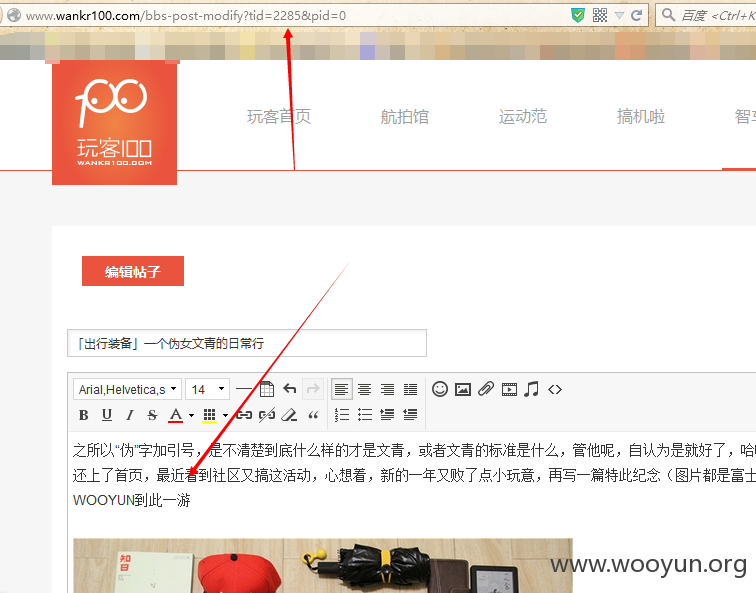 www.wankr100.com/bbs-post-modify?tid=2285&pid=0
百度 <Ctrl+K
玩客100
WANKR100.COM
玩客首页 航拍馆 运动范 搞机啦 智车
编辑帖子
「出行装备」一个伪女文青的日常行
Arial,Helvetica,s 14
B U I S A
之所以“伪”字加引号，是不清楚到底什么样的才是文青，或者文青的标准是什么，管他呢，自认为是就好了，哈
还上了首页，最近看到社区又搞这活动，心想着，新的一年又败了点小玩意，再写一篇特此纪念（图片都是富士
WOOYUN到此一游
知日
www.wooyun.org